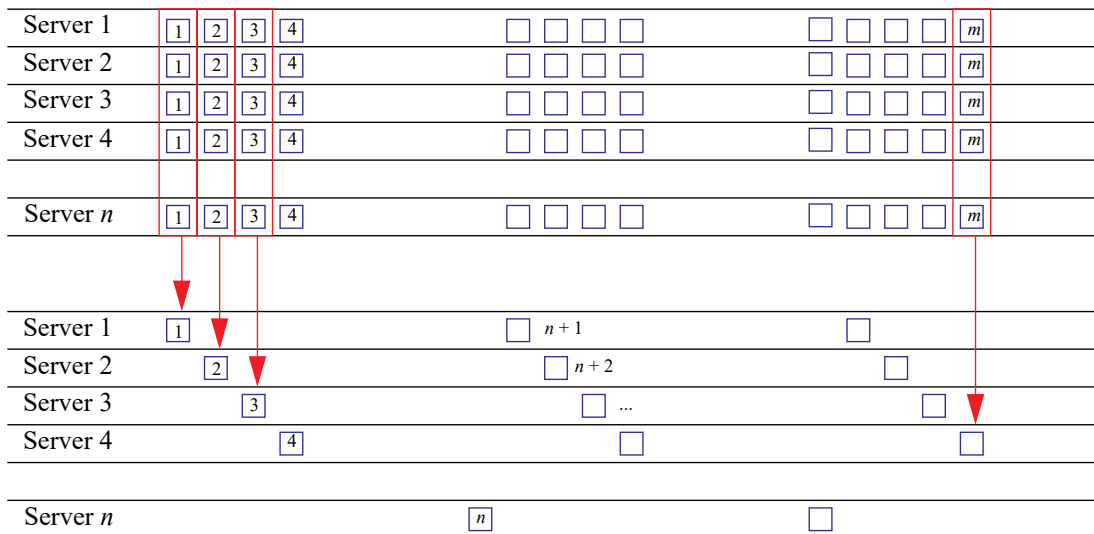 Server 1 1 2 3 4 m
Server 2 1 2 3 4 m
Server 3 1 2 3 4 m
Server 4 1 2 3 4 m
Server n 1 2 3 4 m
Server 1 1 n + 1
Server 2 2 n + 2
Server 3 3 ...
Server 4 4
Server n n